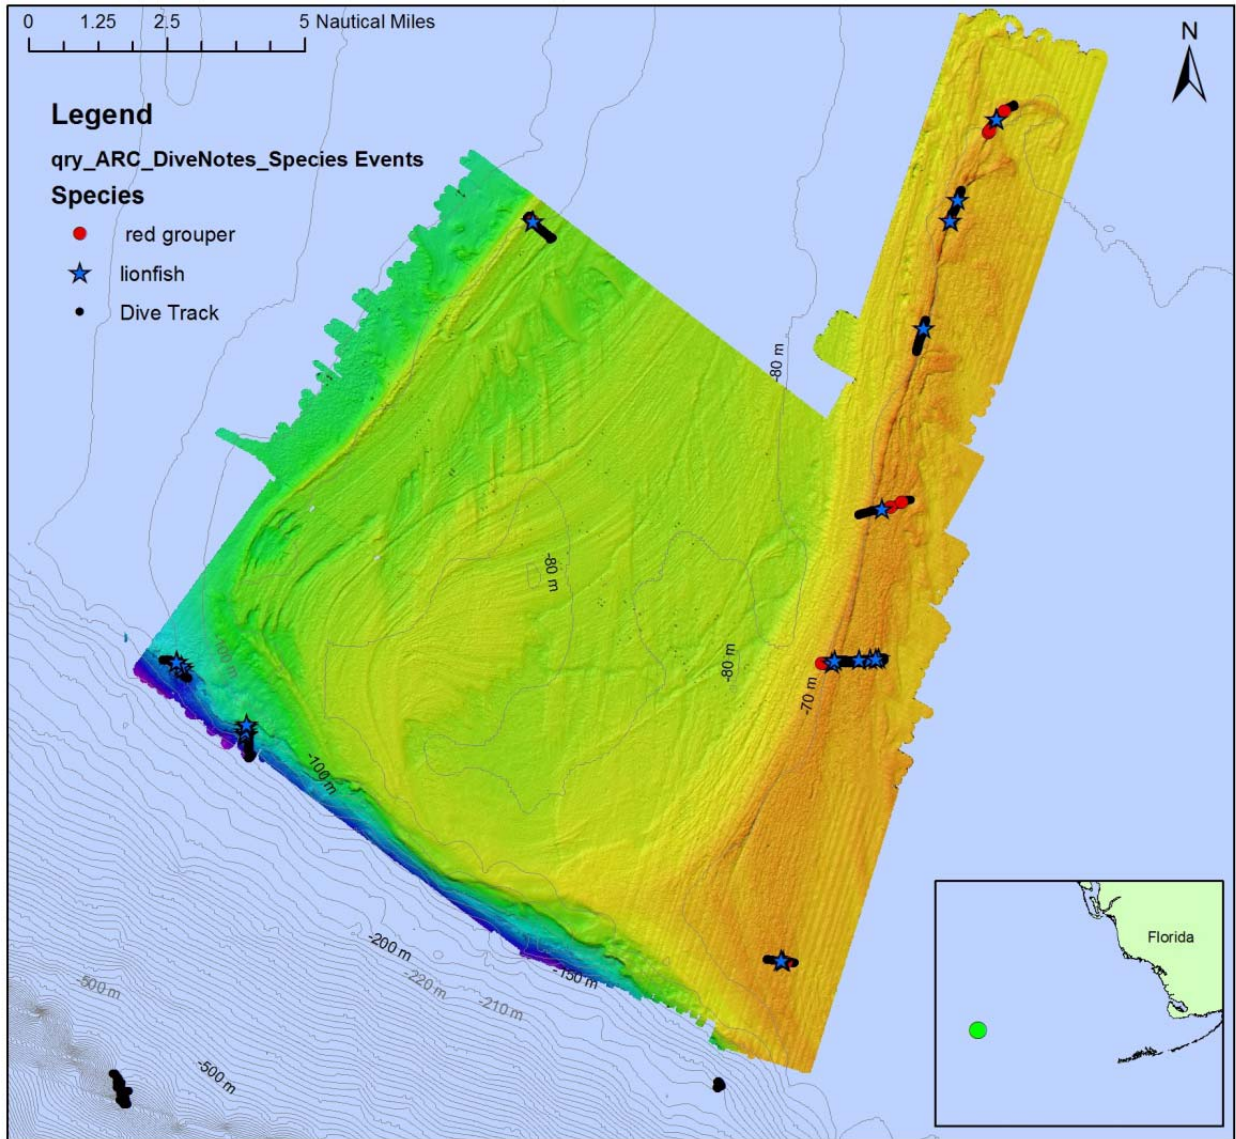 0 1.25 2.5 5 Nautical Miles
N
Legend
qry_ARC_DiveNotes_Species Events
Species
red grouper
lionfish
Dive Track
-80 m
-80 m
-80 m
-100 m
-70 m
-100 m
-200 m
-150 m
-220 m
-210 m
-500 m
-500 m
Florida